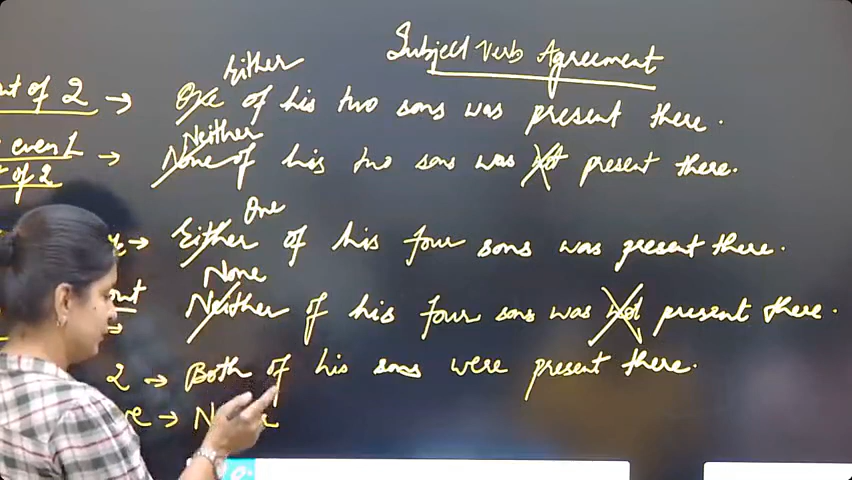 Subject Verb Agreement
Either
of 2 → One of his two sons was present there.
Neither
even 1 → None of his two sons was not present there.
of 2
One
→ Either of his four sons was present there.
None
out → Neither of his four sons was not present there.
2 → Both of his sons were present there.
→